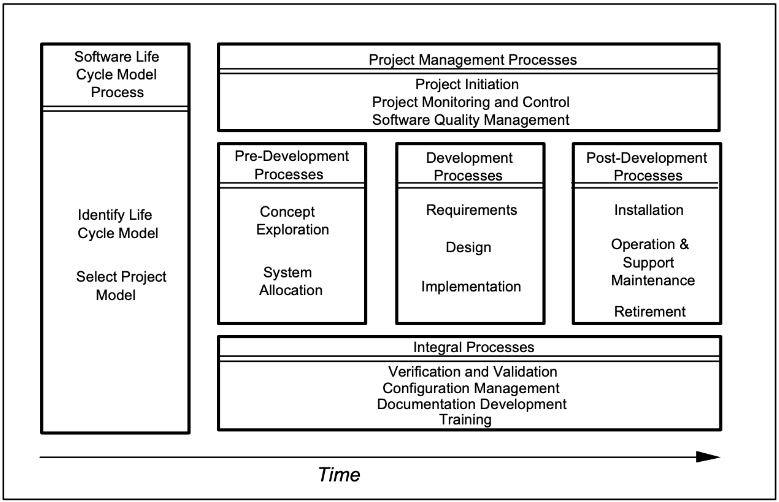 Software Life
Cycle Model
Process
Identify Life
Cycle Model
Select Project
Model
Project Management Processes
Project Initiation
Project Monitoring and Control
Software Quality Management
Pre-Development
Processes
Concept
Exploration
System
Allocation
Development
Processes
Requirements
Design
Implementation
Post-Development
Processes
Installation
Operation &
Support
Maintenance
Retirement
Integral Processes
Verification and Validation
Configuration Management
Documentation Development
Training
Time